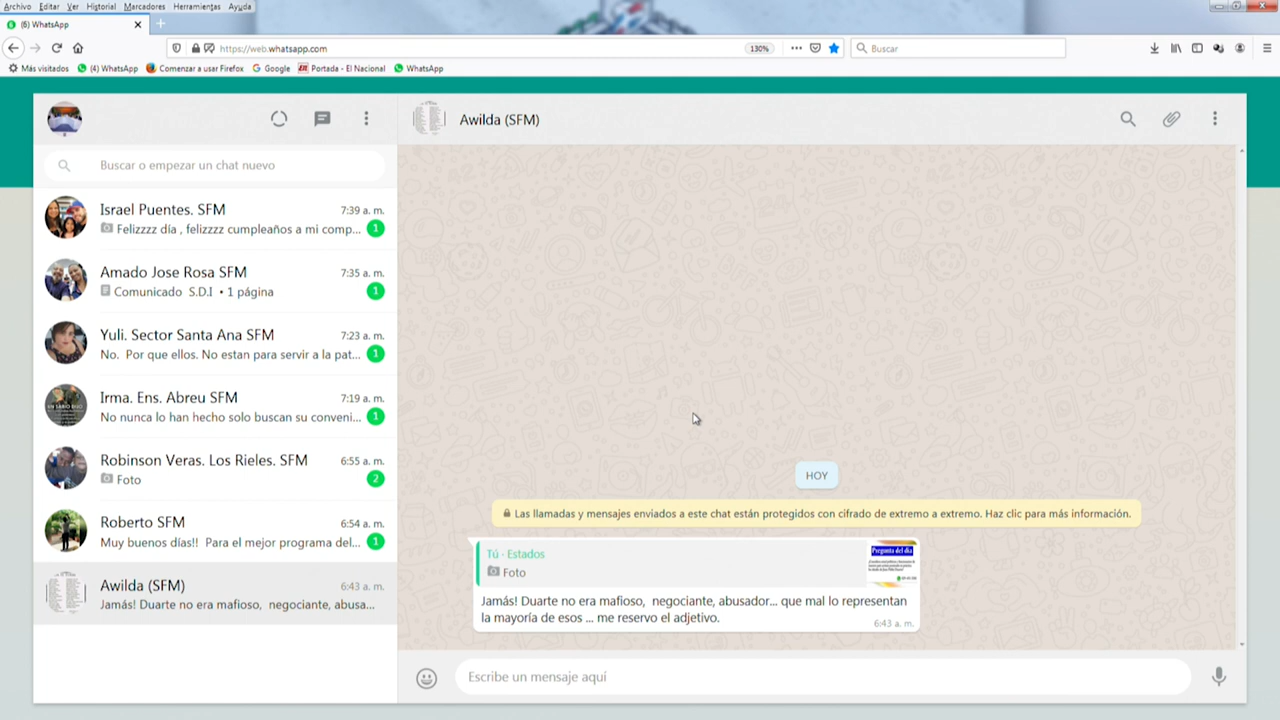 Archivo Editar Ver Historial Marcadores Herramientas Ayuda
(6) WhatsApp
https://web.whatsapp.com
130%
Buscar
Más visitados (4) WhatsApp Comenzar a usar Firefox Google Portada - El Nacional WhatsApp
Awilda (SFM)
Buscar o empezar un chat nuevo
Israel Puentes. SFM 7:39 a. m.
Felizzzz día , felizzzz cumpleaños a mi comp... 1
Amado Jose Rosa SFM 7:35 a. m.
Comunicado S.D.I • 1 página 1
Yuli. Sector Santa Ana SFM 7:23 a. m.
No. Por que ellos. No estan para servir a la pat... 1
Irma. Ens. Abreu SFM 7:19 a. m.
No nunca lo han hecho solo buscan su conveni... 1
Robinson Veras. Los Rieles. SFM 6:55 a. m.
Foto 2
Roberto SFM 6:54 a. m.
Muy buenos días!! Para el mejor programa del... 1
Awilda (SFM) 6:43 a. m.
Jamás! Duarte no era mafioso, negociante, abusa...
HOY
Las llamadas y mensajes enviados a este chat están protegidos con cifrado de extremo a extremo. Haz clic para más información.
Tú · Estados
Foto
Pregunta del día
Jamás! Duarte no era mafioso, negociante, abusador... que mal lo representan
la mayoría de esos ... me reservo el adjetivo.
6:43 a. m.
Escribe un mensaje aquí